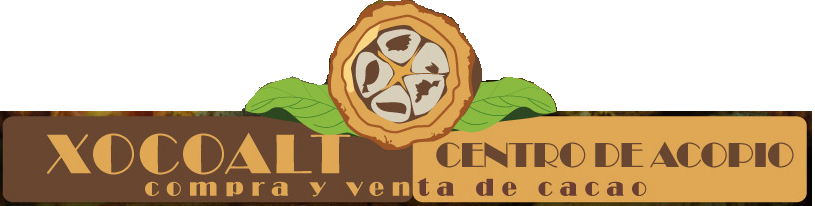 XOCOALT CENTRO DE ACOPIO
compra y venta de cacao